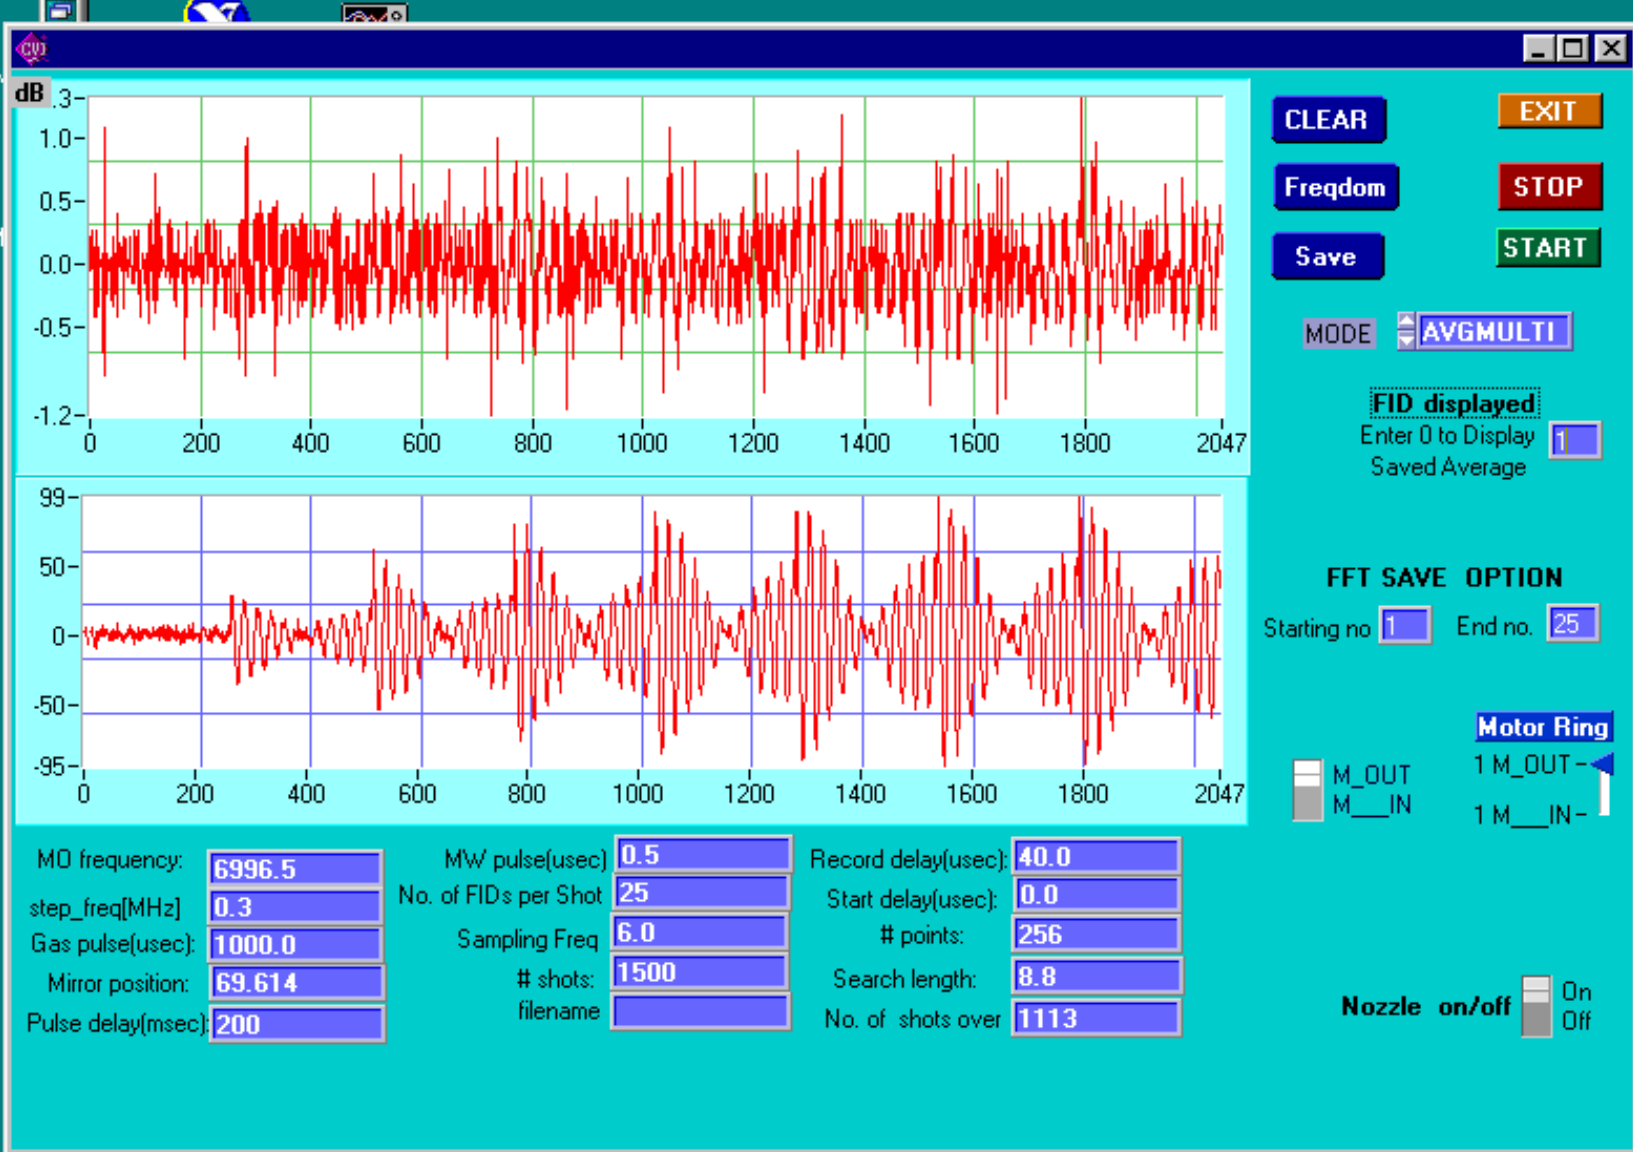 CVI
dB
.3
1.0
0.5
0.0
-0.5
-1.2
0 200 400 600 800 1000 1200 1400 1600 1800 2047
99
50
0
-50
-95
0 200 400 600 800 1000 1200 1400 1600 1800 2047
CLEAR EXIT
Freqdom STOP
Save START
MODE AVGMULTI
FID displayed
Enter 0 to Display 1
Saved Average
FFT SAVE OPTION
Starting no 1 End no. 25
Motor Ring
M_OUT 1 M_OUT
M___IN 1 M___IN
MO frequency: 6996.5 MW pulse(usec) 0.5 Record delay(usec): 40.0
step_freq[MHz] 0.3 No. of FIDs per Shot 25 Start delay(usec): 0.0
Gas pulse(usec): 1000.0 Sampling Freq 6.0 # points: 256
Mirror position: 69.614 # shots: 1500 Search length: 8.8
Pulse delay(msec): 200 filename No. of shots over 1113
Nozzle on/off On
Off